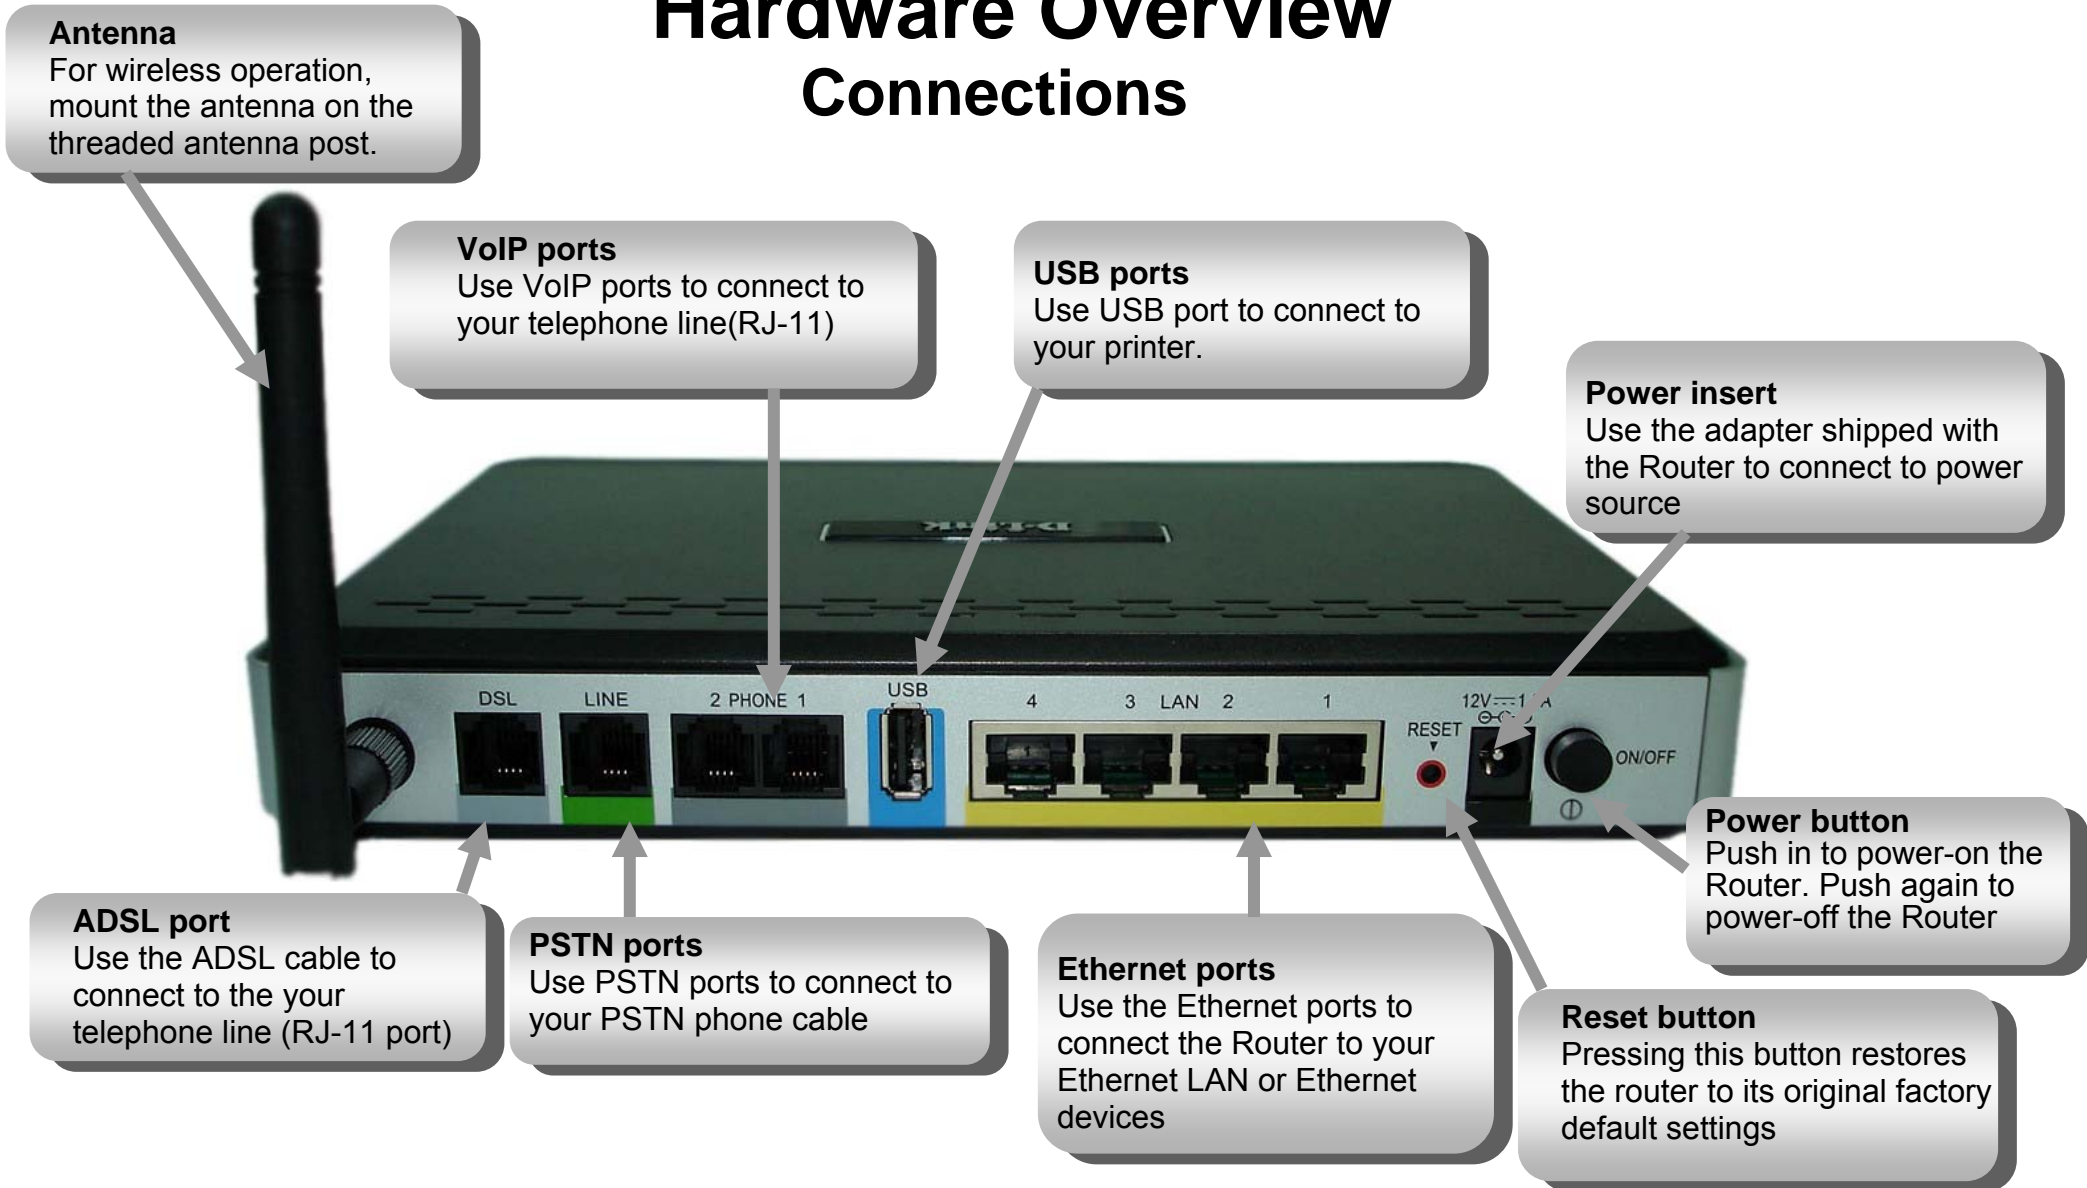 Hardware Overview
Connections
Antenna
For wireless operation,
mount the antenna on the
threaded antenna post.
VoIP ports
Use VoIP ports to connect to
your telephone line(RJ-11)
USB ports
Use USB port to connect to
your printer.
Power insert
Use the adapter shipped with
the Router to connect to power
source
D-Link
DSL
LINE
2 PHONE 1
USB
4 3 LAN 2 1
RESET
12V
ON/OFF
Power button
Push in to power-on the
Router. Push again to
power-off the Router
ADSL port
Use the ADSL cable to
connect to the your
telephone line (RJ-11 port)
PSTN ports
Use PSTN ports to connect to
your PSTN phone cable
Ethernet ports
Use the Ethernet ports to
connect the Router to your
Ethernet LAN or Ethernet
devices
Reset button
Pressing this button restores
the router to its original factory
default settings